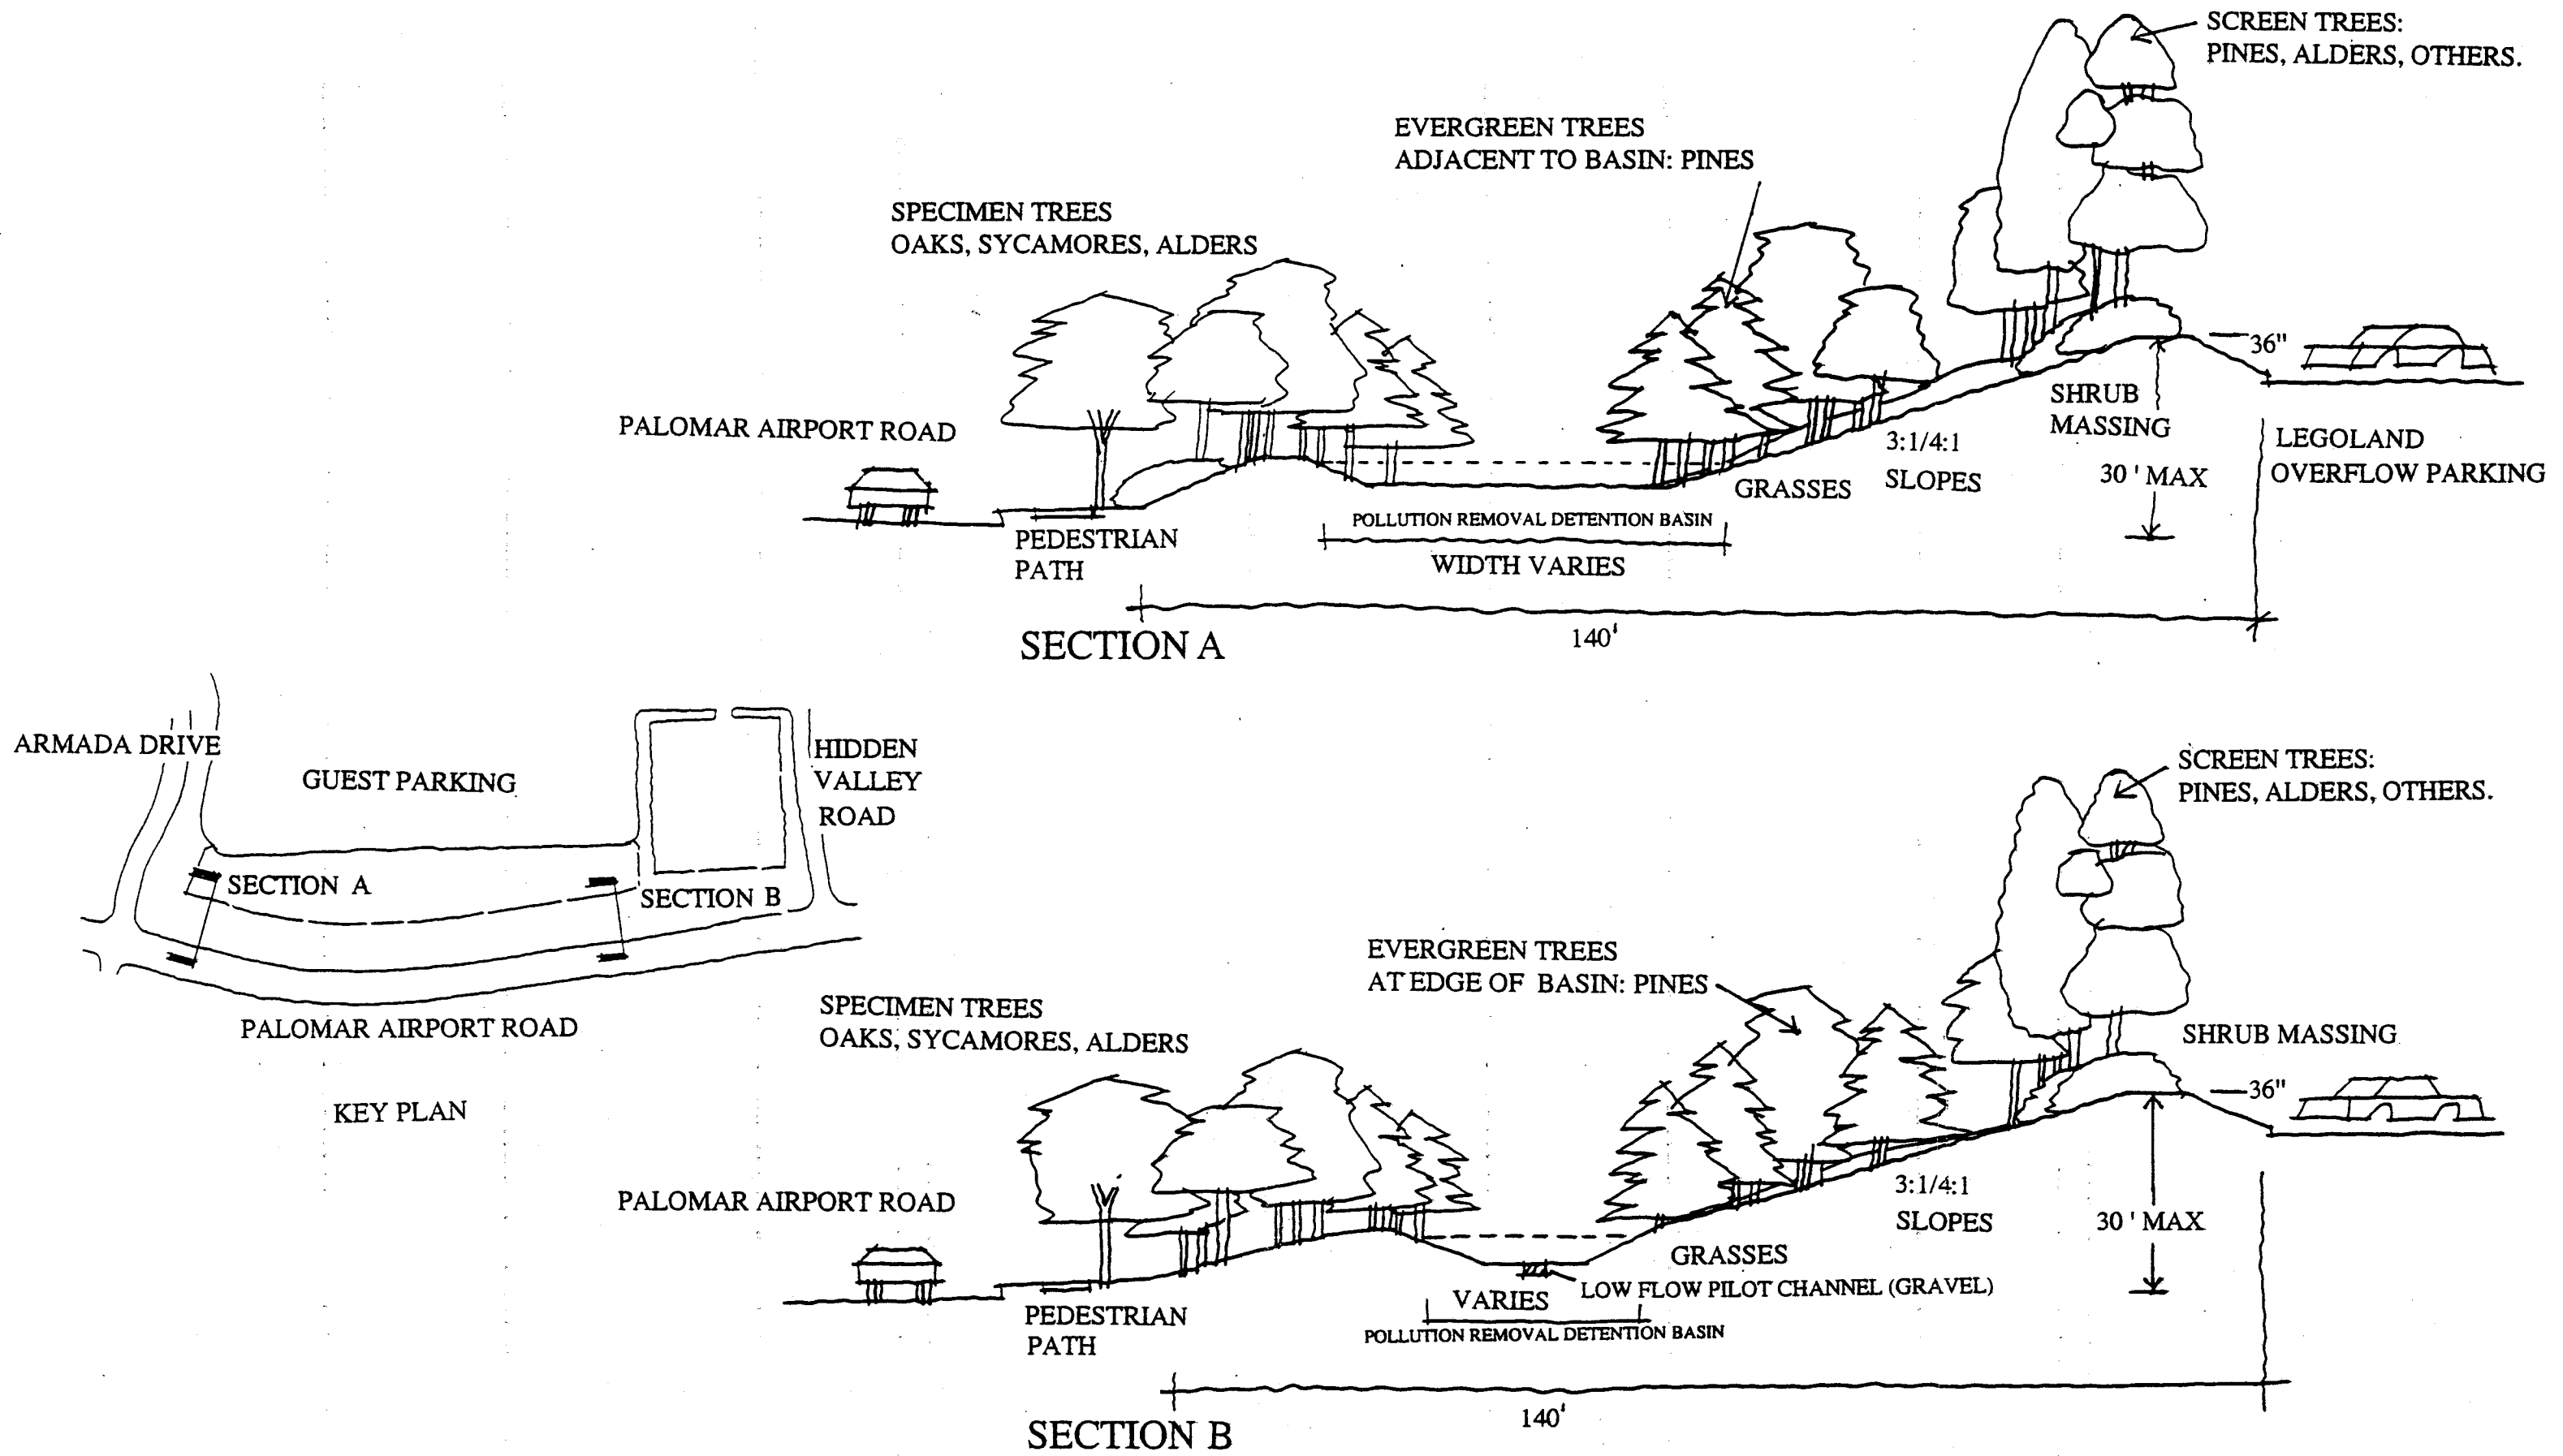 SCREEN TREES:
PINES, ALDERS, OTHERS.
EVERGREEN TREES
ADJACENT TO BASIN: PINES
SPECIMEN TREES
OAKS, SYCAMORES, ALDERS
PALOMAR AIRPORT ROAD
PEDESTRIAN
PATH
POLLUTION REMOVAL DETENTION BASIN
WIDTH VARIES
GRASSES
3:1/4:1
SLOPES
SHRUB
MASSING
30 ' MAX
36"
LEGOLAND
OVERFLOW PARKING
140'
SECTION A
ARMADA DRIVE
GUEST PARKING
HIDDEN
VALLEY
ROAD
SECTION A
SECTION B
PALOMAR AIRPORT ROAD
KEY PLAN
SCREEN TREES:
PINES, ALDERS, OTHERS.
EVERGREEN TREES
AT EDGE OF BASIN: PINES
SPECIMEN TREES
OAKS, SYCAMORES, ALDERS
SHRUB MASSING
36"
PALOMAR AIRPORT ROAD
3:1/4:1
SLOPES
30 ' MAX
GRASSES
LOW FLOW PILOT CHANNEL (GRAVEL)
VARIES
POLLUTION REMOVAL DETENTION BASIN
PEDESTRIAN
PATH
140'
SECTION B